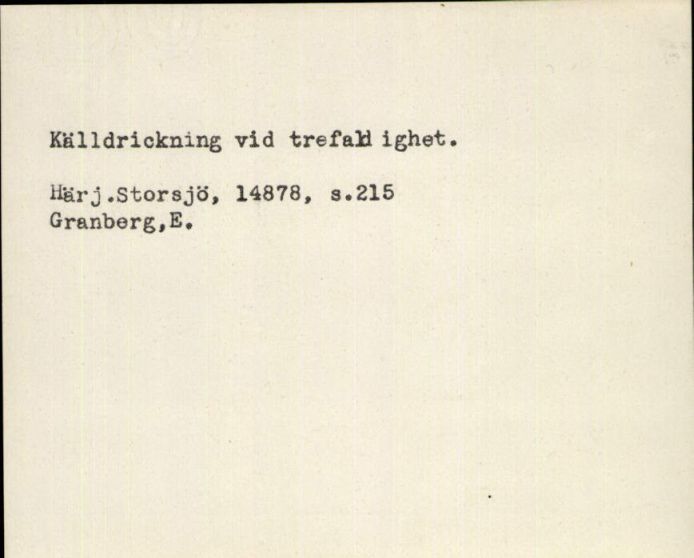 Källdrickning vid trefaldighet.
Härj.Storsjö, 14878, s.215
Granberg,E.